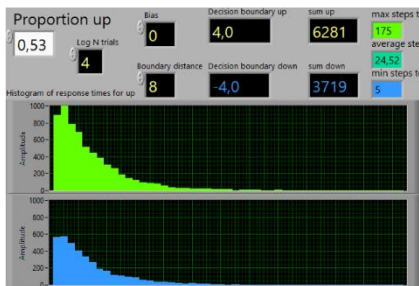 Proportion up
0,53
Log N trials
4
Bias
0
Boundary distance
8
Decision boundary up
4,0
Decision boundary down
-4,0
sum up
6281
sum down
3719
max steps t
175
average ste
24,52
min steps to
5
Histogram of response times for up
Amplitude
1000
800
600
400
200
0
Amplitude
1000
800
600
400
200
0